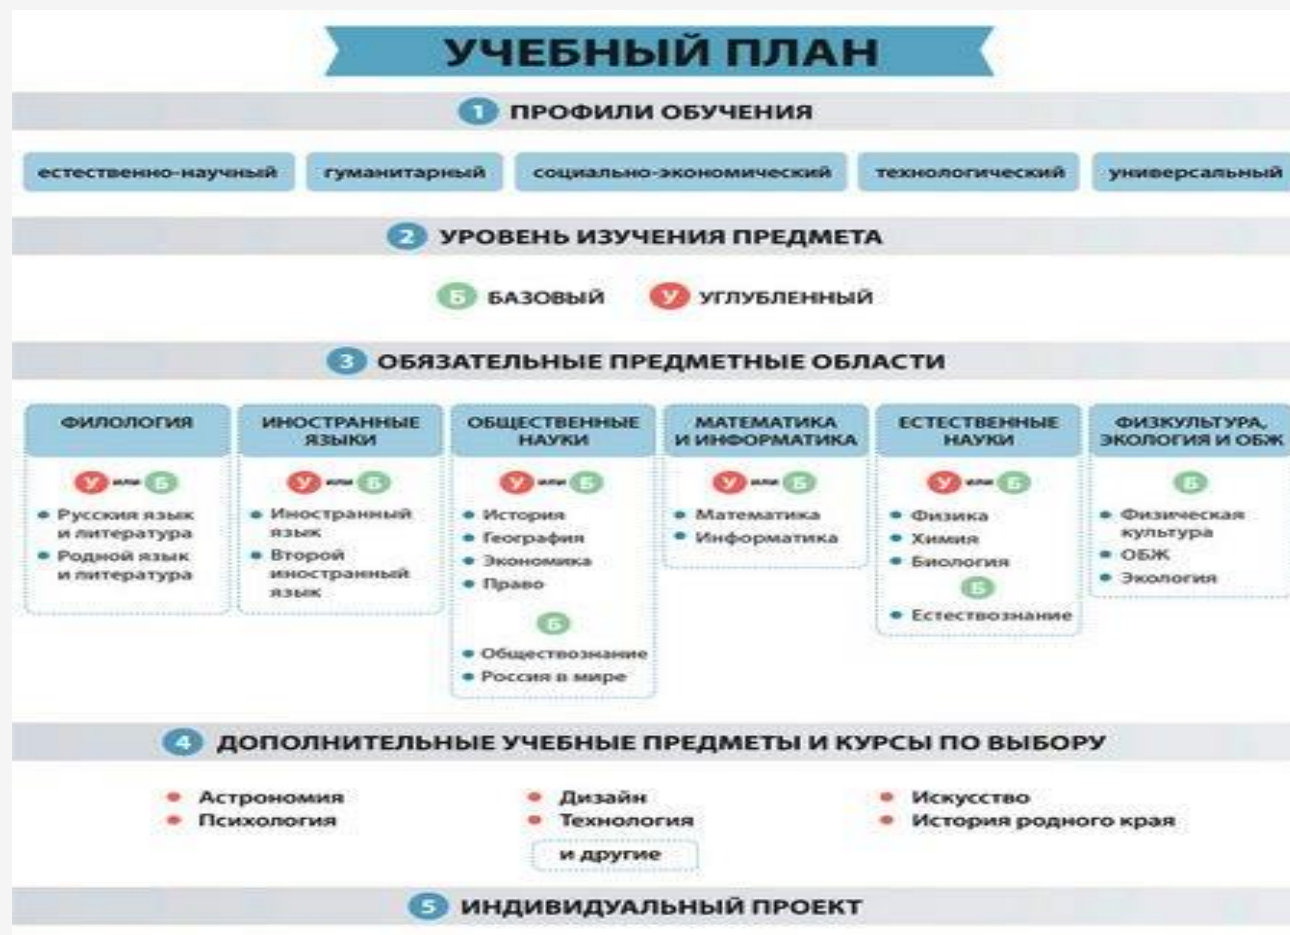 УЧЕБНЫЙ ПЛАН
1 ПРОФИЛИ ОБУЧЕНИЯ
естественно-научный
гуманитарный
социально-экономический
технологический
универсальный
2 УРОВЕНЬ ИЗУЧЕНИЯ ПРЕДМЕТА
Б БАЗОВЫЙ
У УГЛУБЛЕННЫЙ
3 ОБЯЗАТЕЛЬНЫЕ ПРЕДМЕТНЫЕ ОБЛАСТИ
ФИЛОЛОГИЯ
У или Б
Русския язык
и литература
Родной язык
и литература
ИНОСТРАННЫЕ
ЯЗЫКИ
У или Б
Иностранный
язык
Второй
иностранный
язык
ОБЩЕСТВЕННЫЕ
НАУКИ
У или Б
История
География
Экономика
Право
Б
Обществознание
Россия в мире
МАТЕМАТИКА
И ИНФОРМАТИКА
У или Б
Математика
Информатика
ЕСТЕСТВЕННЫЕ
НАУКИ
У или Б
Физика
Химия
Биология
Б
Естествознание
ФИЗКУЛЬТУРА,
ЭКОЛОГИЯ И ОБЖ
Б
Физическая
культура
ОБЖ
Экология
4 ДОПОЛНИТЕЛЬНЫЕ УЧЕБНЫЕ ПРЕДМЕТЫ И КУРСЫ ПО ВЫБОРУ
Астрономия
Психология
Дизайн
Технология
и другие
Искусство
История родного края
5 ИНДИВИДУАЛЬНЫЙ ПРОЕКТ